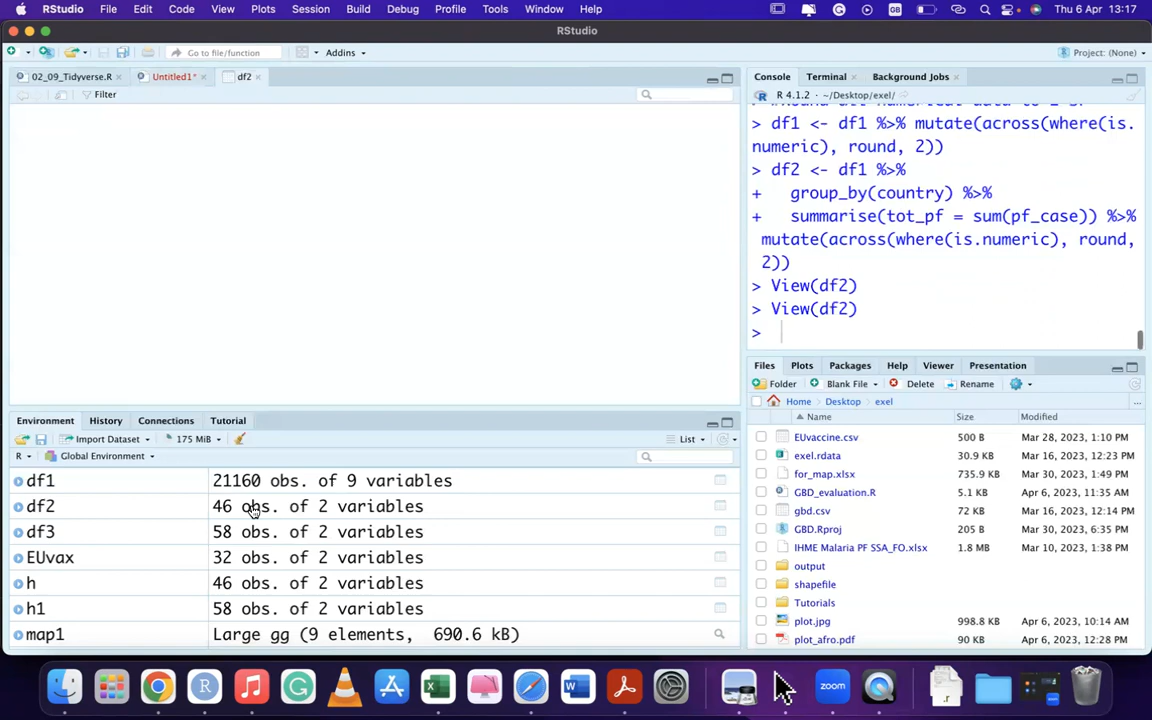 RStudio File Edit Code View Plots Session Build Debug Profile Tools Window Help GB Thu 6 Apr 13:17
RStudio
Go to file/function Addins Project: (None)
02_09_Tidyverse.R Untitled1* df2
Filter
Console Terminal Background Jobs
R 4.1.2 · ~/Desktop/exel/
> df1 <- df1 %>% mutate(across(where(is.
numeric), round, 2))
> df2 <- df1 %>%
+ group_by(country) %>%
+ summarise(tot_pf = sum(pf_case)) %>%
mutate(across(where(is.numeric), round,
2))
> View(df2)
> View(df2)
>
Environment History Connections Tutorial
Import Dataset 175 MiB List
R Global Environment
df1 21160 obs. of 9 variables
df2 46 obs. of 2 variables
df3 58 obs. of 2 variables
EUvax 32 obs. of 2 variables
h 46 obs. of 2 variables
h1 58 obs. of 2 variables
map1 Large gg (9 elements, 690.6 kB)
Files Plots Packages Help Viewer Presentation
Folder Blank File Delete Rename
Home Desktop exel ...
Name Size Modified
EUvaccine.csv 500 B Mar 28, 2023, 1:10 PM
exel.rdata 30.9 KB Mar 16, 2023, 12:23 PM
for_map.xlsx 735.9 KB Mar 30, 2023, 1:49 PM
GBD_evaluation.R 5.1 KB Apr 6, 2023, 11:35 AM
gbd.csv 72 KB Mar 16, 2023, 12:14 PM
GBD.Rproj 205 B Mar 30, 2023, 6:35 PM
IHME Malaria PF SSA_FO.xlsx 1.8 MB Mar 10, 2023, 1:38 PM
output
shapefile
Tutorials
plot.jpg 998.8 KB Apr 6, 2023, 10:14 AM
plot_afro.pdf 90 KB Apr 6, 2023, 12:28 PM
zoom